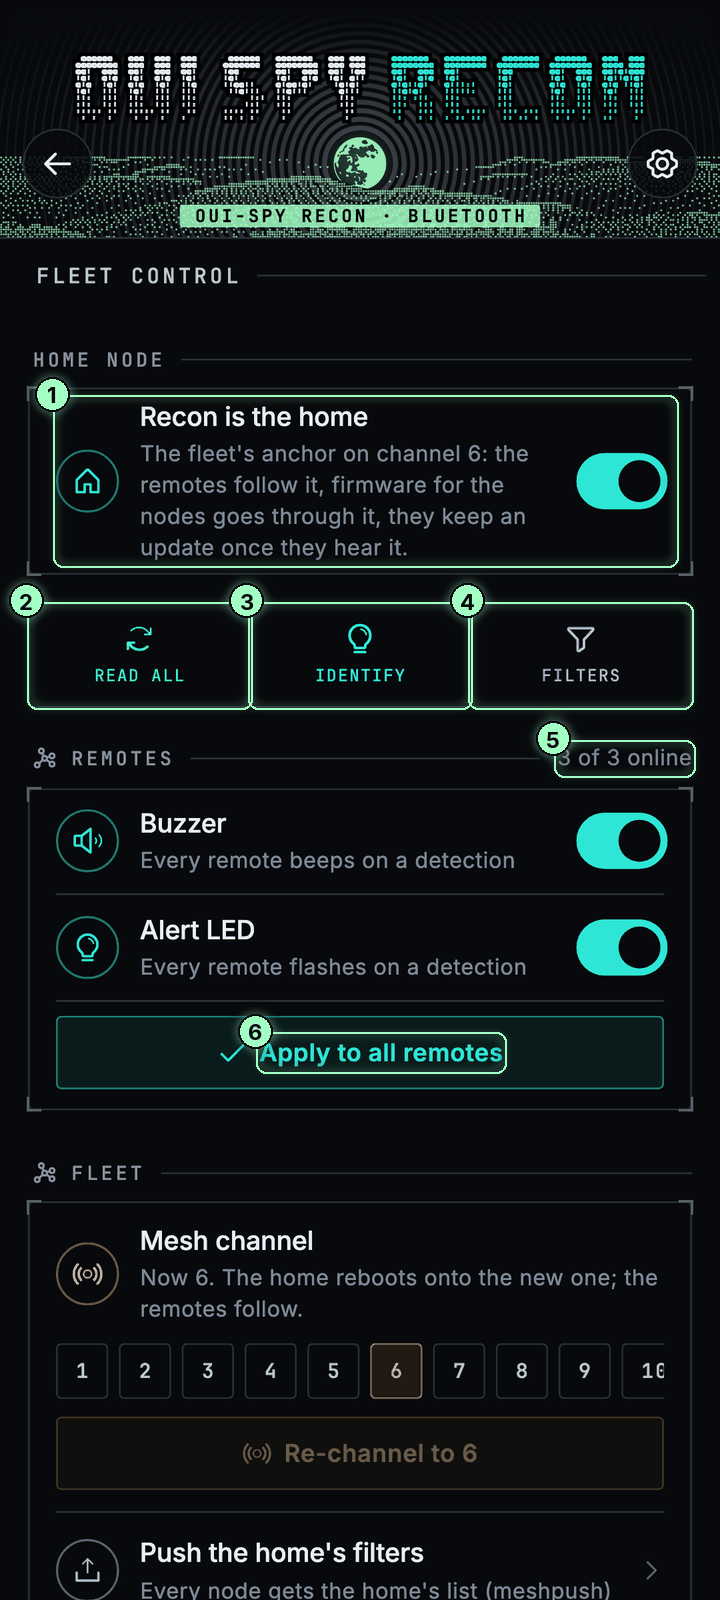 OUI SPY RECON
OUI-SPY RECON · BLUETOOTH
FLEET CONTROL
HOME NODE
1
Recon is the home
The fleet's anchor on channel 6: the
remotes follow it, firmware for the
nodes goes through it, they keep an
update once they hear it.
2
3
4
READ ALL
IDENTIFY
FILTERS
5
REMOTES
3 of 3 online
Buzzer
Every remote beeps on a detection
Alert LED
Every remote flashes on a detection
6
Apply to all remotes
FLEET
Mesh channel
Now 6. The home reboots onto the new one; the
remotes follow.
1 2 3 4 5 6 7 8 9 10
Re-channel to 6
Push the home's filters
Every node gets the home's list (meshpush)